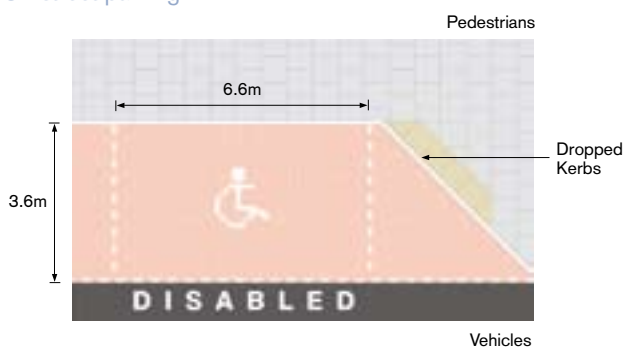 Pedestrians
6.6m
Dropped
Kerbs
3.6m
DISABLED
Vehicles